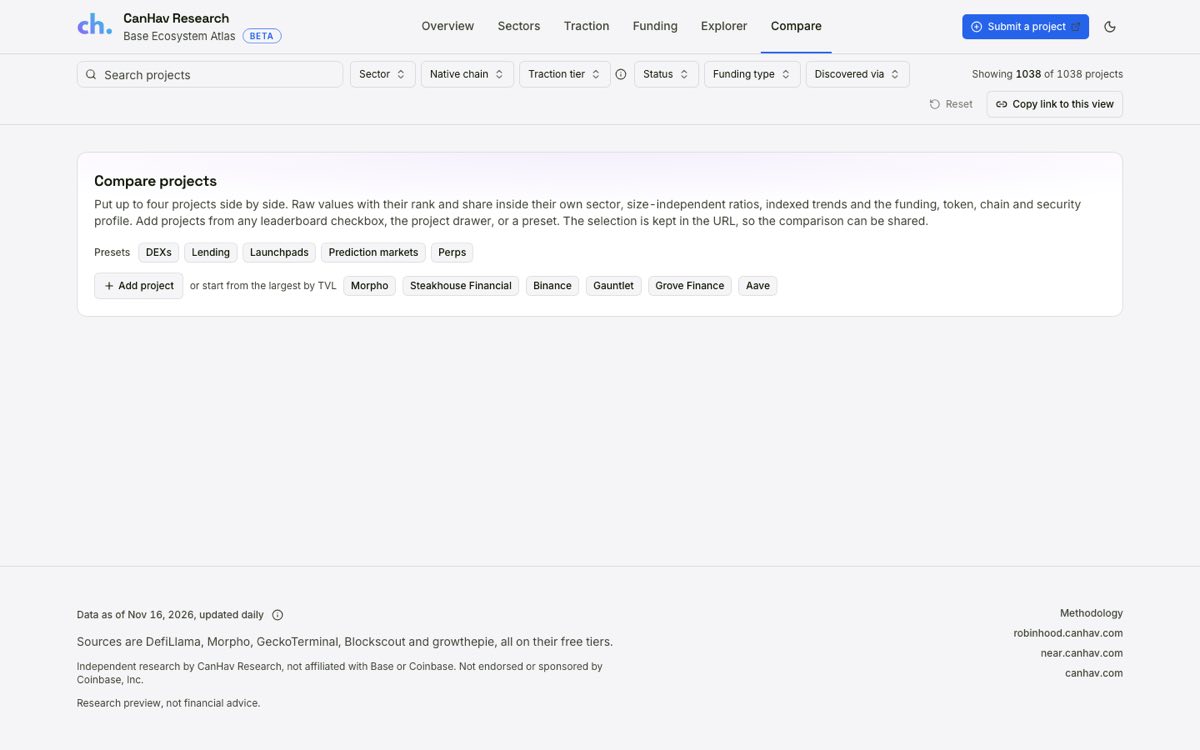 ch.
CanHav Research
Base Ecosystem Atlas BETA
Overview
Sectors
Traction
Funding
Explorer
Compare
Submit a project
Search projects
Sector
Native chain
Traction tier
Status
Funding type
Discovered via
Showing 1038 of 1038 projects
Reset
Copy link to this view
Compare projects
Put up to four projects side by side. Raw values with their rank and share inside their own sector, size-independent ratios, indexed trends and the funding, token, chain and security
profile. Add projects from any leaderboard checkbox, the project drawer, or a preset. The selection is kept in the URL, so the comparison can be shared.
Presets DEXs Lending Launchpads Prediction markets Perps
+ Add project or start from the largest by TVL Morpho Steakhouse Financial Binance Gauntlet Grove Finance Aave
Data as of Nov 16, 2026, updated daily
Sources are DefiLlama, Morpho, GeckoTerminal, Blockscout and growthepie, all on their free tiers.
Independent research by CanHav Research, not affiliated with Base or Coinbase. Not endorsed or sponsored by
Coinbase, Inc.
Research preview, not financial advice.
Methodology
robinhood.canhav.com
near.canhav.com
canhav.com